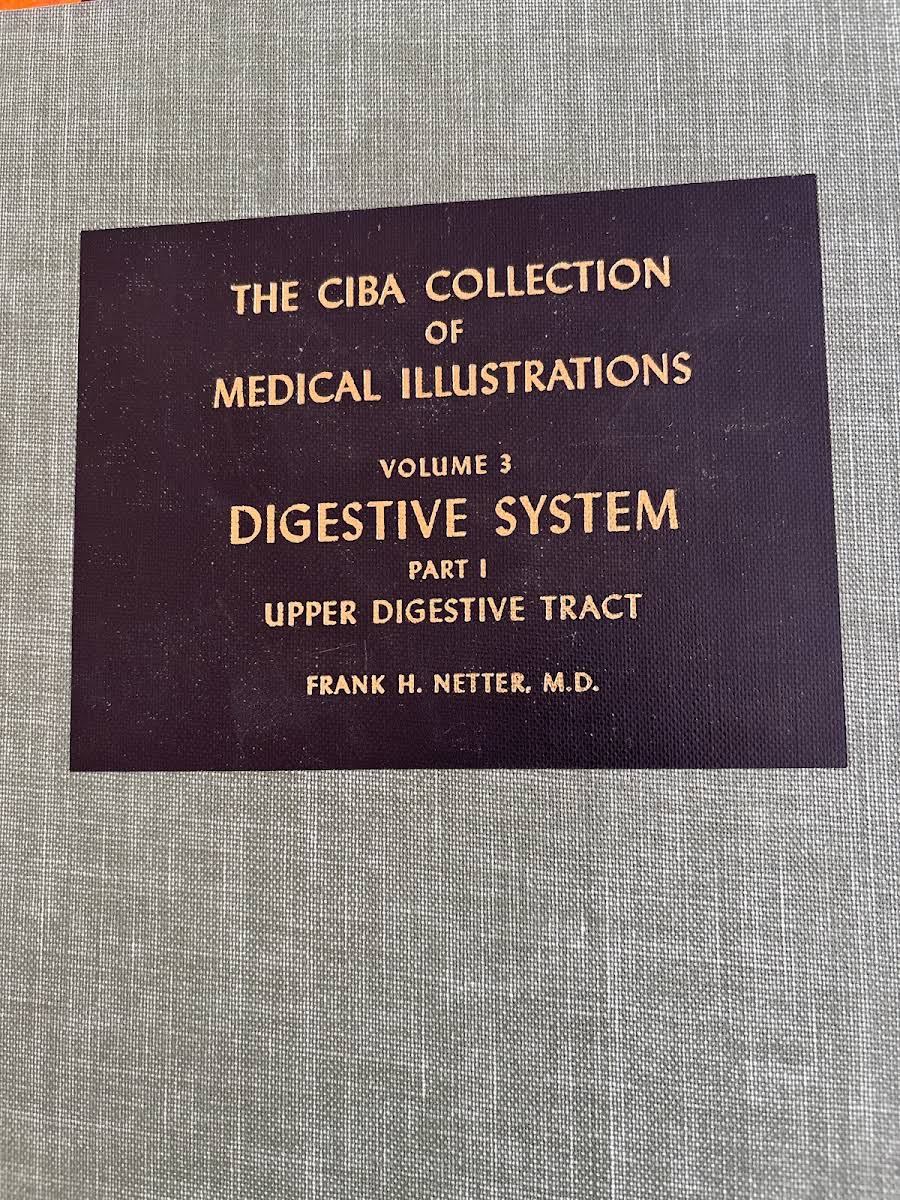 THE CIBA COLLECTION
OF
MEDICAL ILLUSTRATIONS
VOLUME 3
DIGESTIVE SYSTEM
PART I
UPPER DIGESTIVE TRACT
FRANK H. NETTER, M.D.